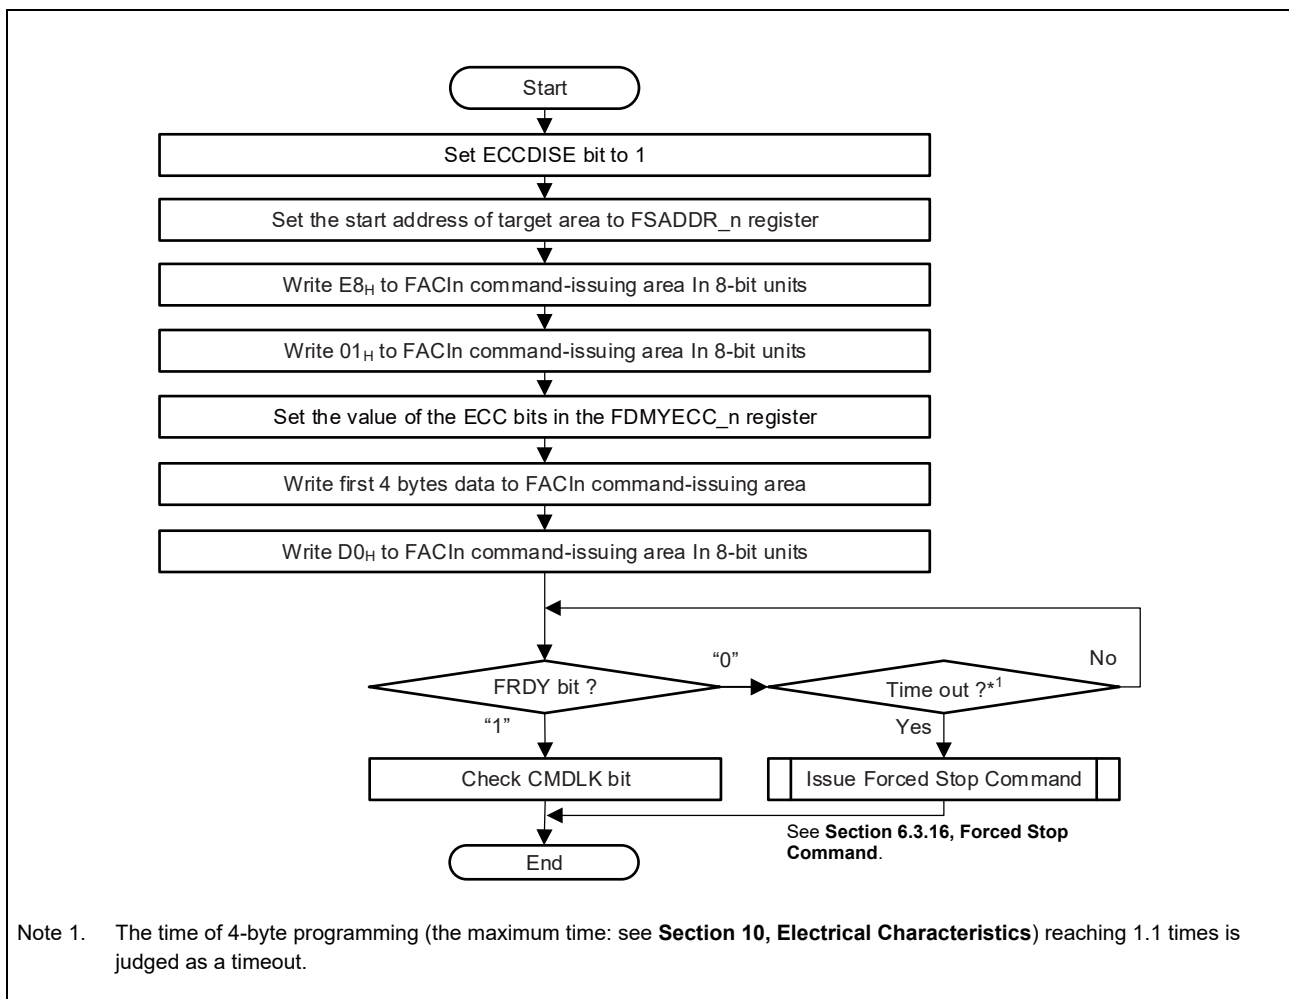 Start
Set ECCDISE bit to 1
Set the start address of target area to FSADDR_n register
Write E8H to FACIn command-issuing area In 8-bit units
Write 01H to FACIn command-issuing area In 8-bit units
Set the value of the ECC bits in the FDMYECC_n register
Write first 4 bytes data to FACIn command-issuing area
Write D0H to FACIn command-issuing area In 8-bit units
FRDY bit ?
“0”
Time out ?*1
No
“1”
Yes
Check CMDLK bit
Issue Forced Stop Command
See Section 6.3.16, Forced Stop
Command.
End
Note 1. The time of 4-byte programming (the maximum time: see Section 10, Electrical Characteristics) reaching 1.1 times is
judged as a timeout.